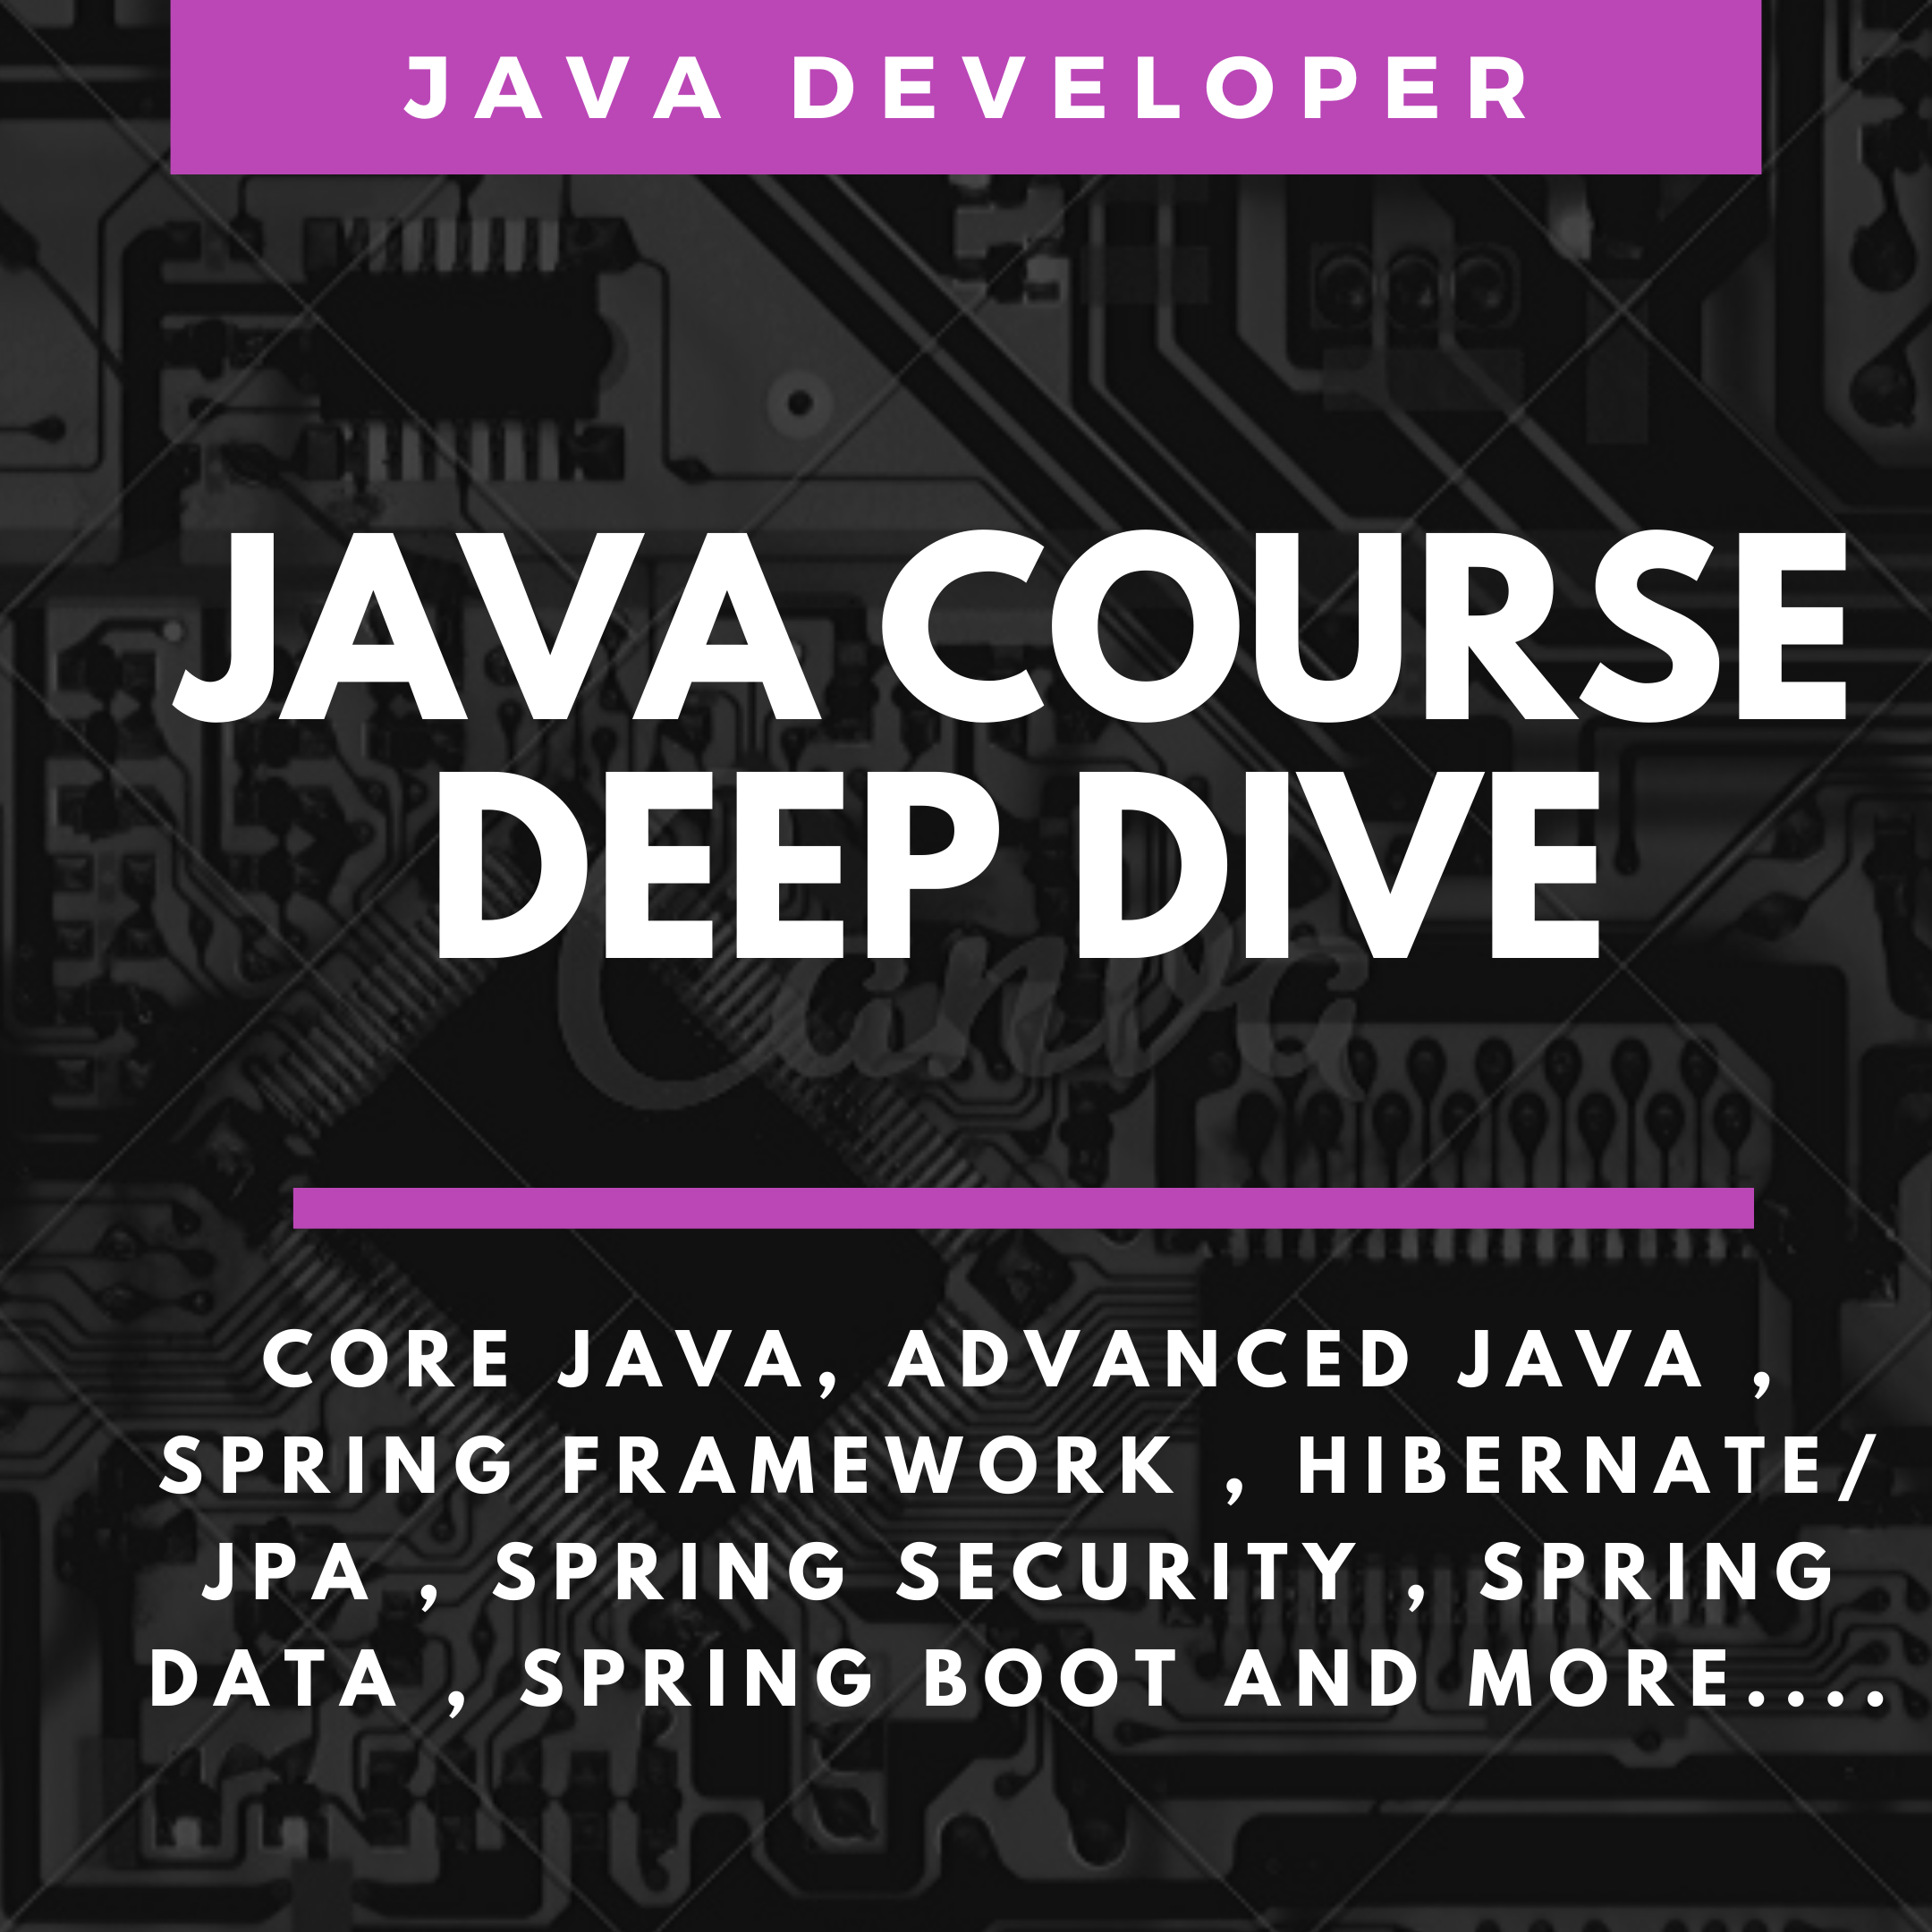 JAVA DEVELOPER
JAVA COURSE
DEEP DIVE
Canva
CORE JAVA, ADVANCED JAVA ,
SPRING FRAMEWORK , HIBERNATE/
JPA , SPRING SECURITY , SPRING
DATA , SPRING BOOT AND MORE....